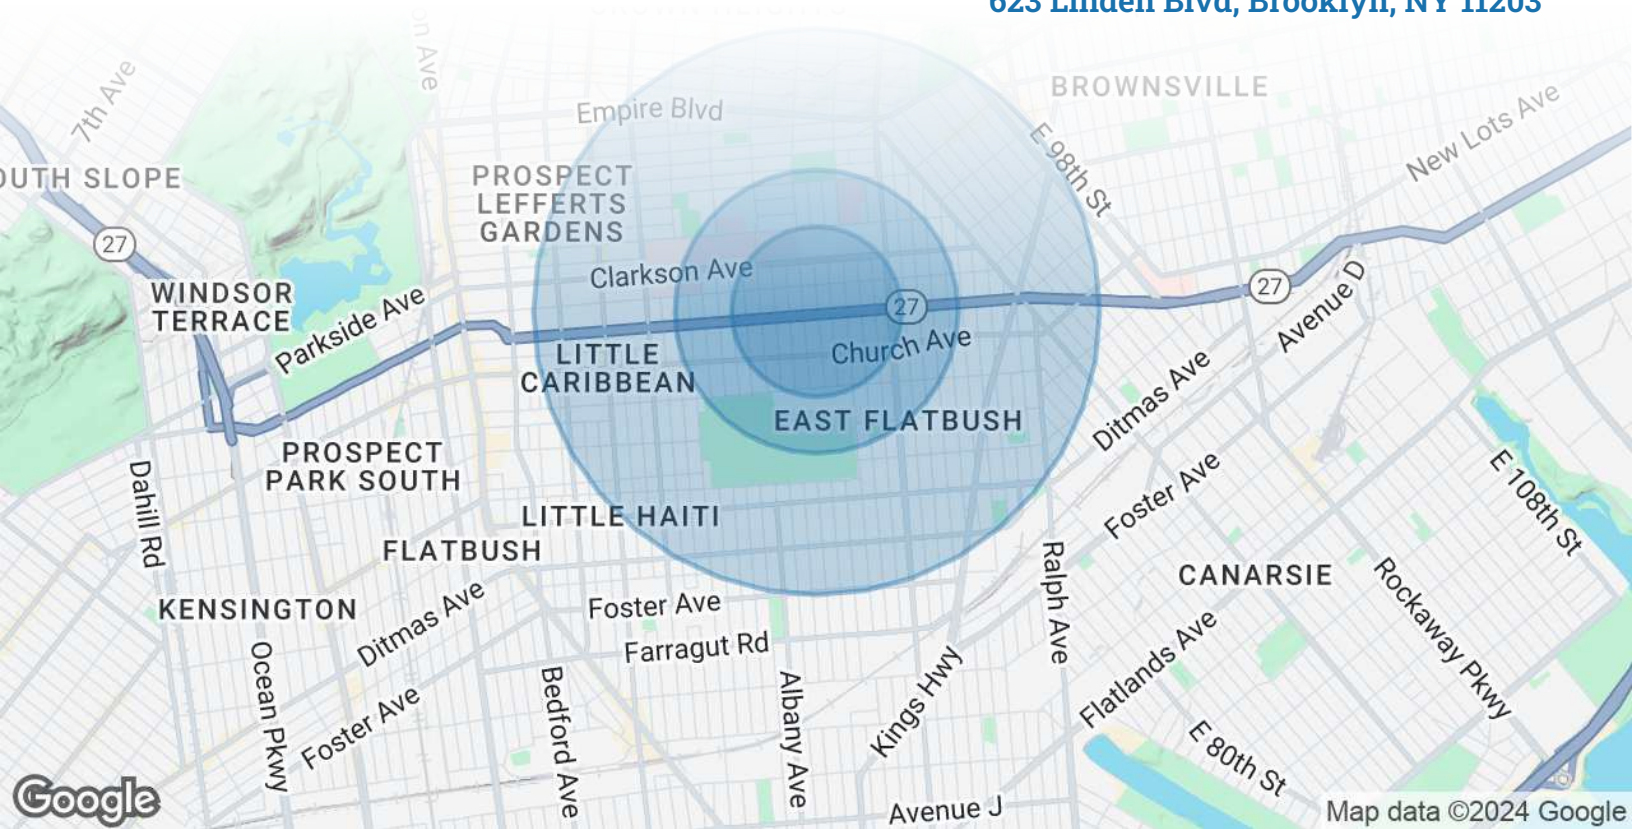 623 Linden Blvd, Brooklyn, NY 11203
BROWNSVILLE
7th Ave
Empire Blvd
New Lots Ave
E 98th St
OUTH SLOPE
PROSPECT
LEFFERTS
GARDENS
27
Clarkson Ave
27
27
WINDSOR
TERRACE
Parkside Ave
Avenue D
Church Ave
LITTLE
CARIBBEAN
EAST FLATBUSH
Ditmas Ave
PROSPECT
PARK SOUTH
Dahill Rd
Foster Ave
E 108th St
LITTLE HAITI
FLATBUSH
CANARSIE
Ralph Ave
Rockaway Pkwy
KENSINGTON
Ditmas Ave
Foster Ave
Farragut Rd
Ocean Pkwy
Bedford Ave
Albany Ave
Kings Hwy
Flatlands Ave
Foster Ave
E 80th St
Avenue J
Google
Map data ©2024 Google